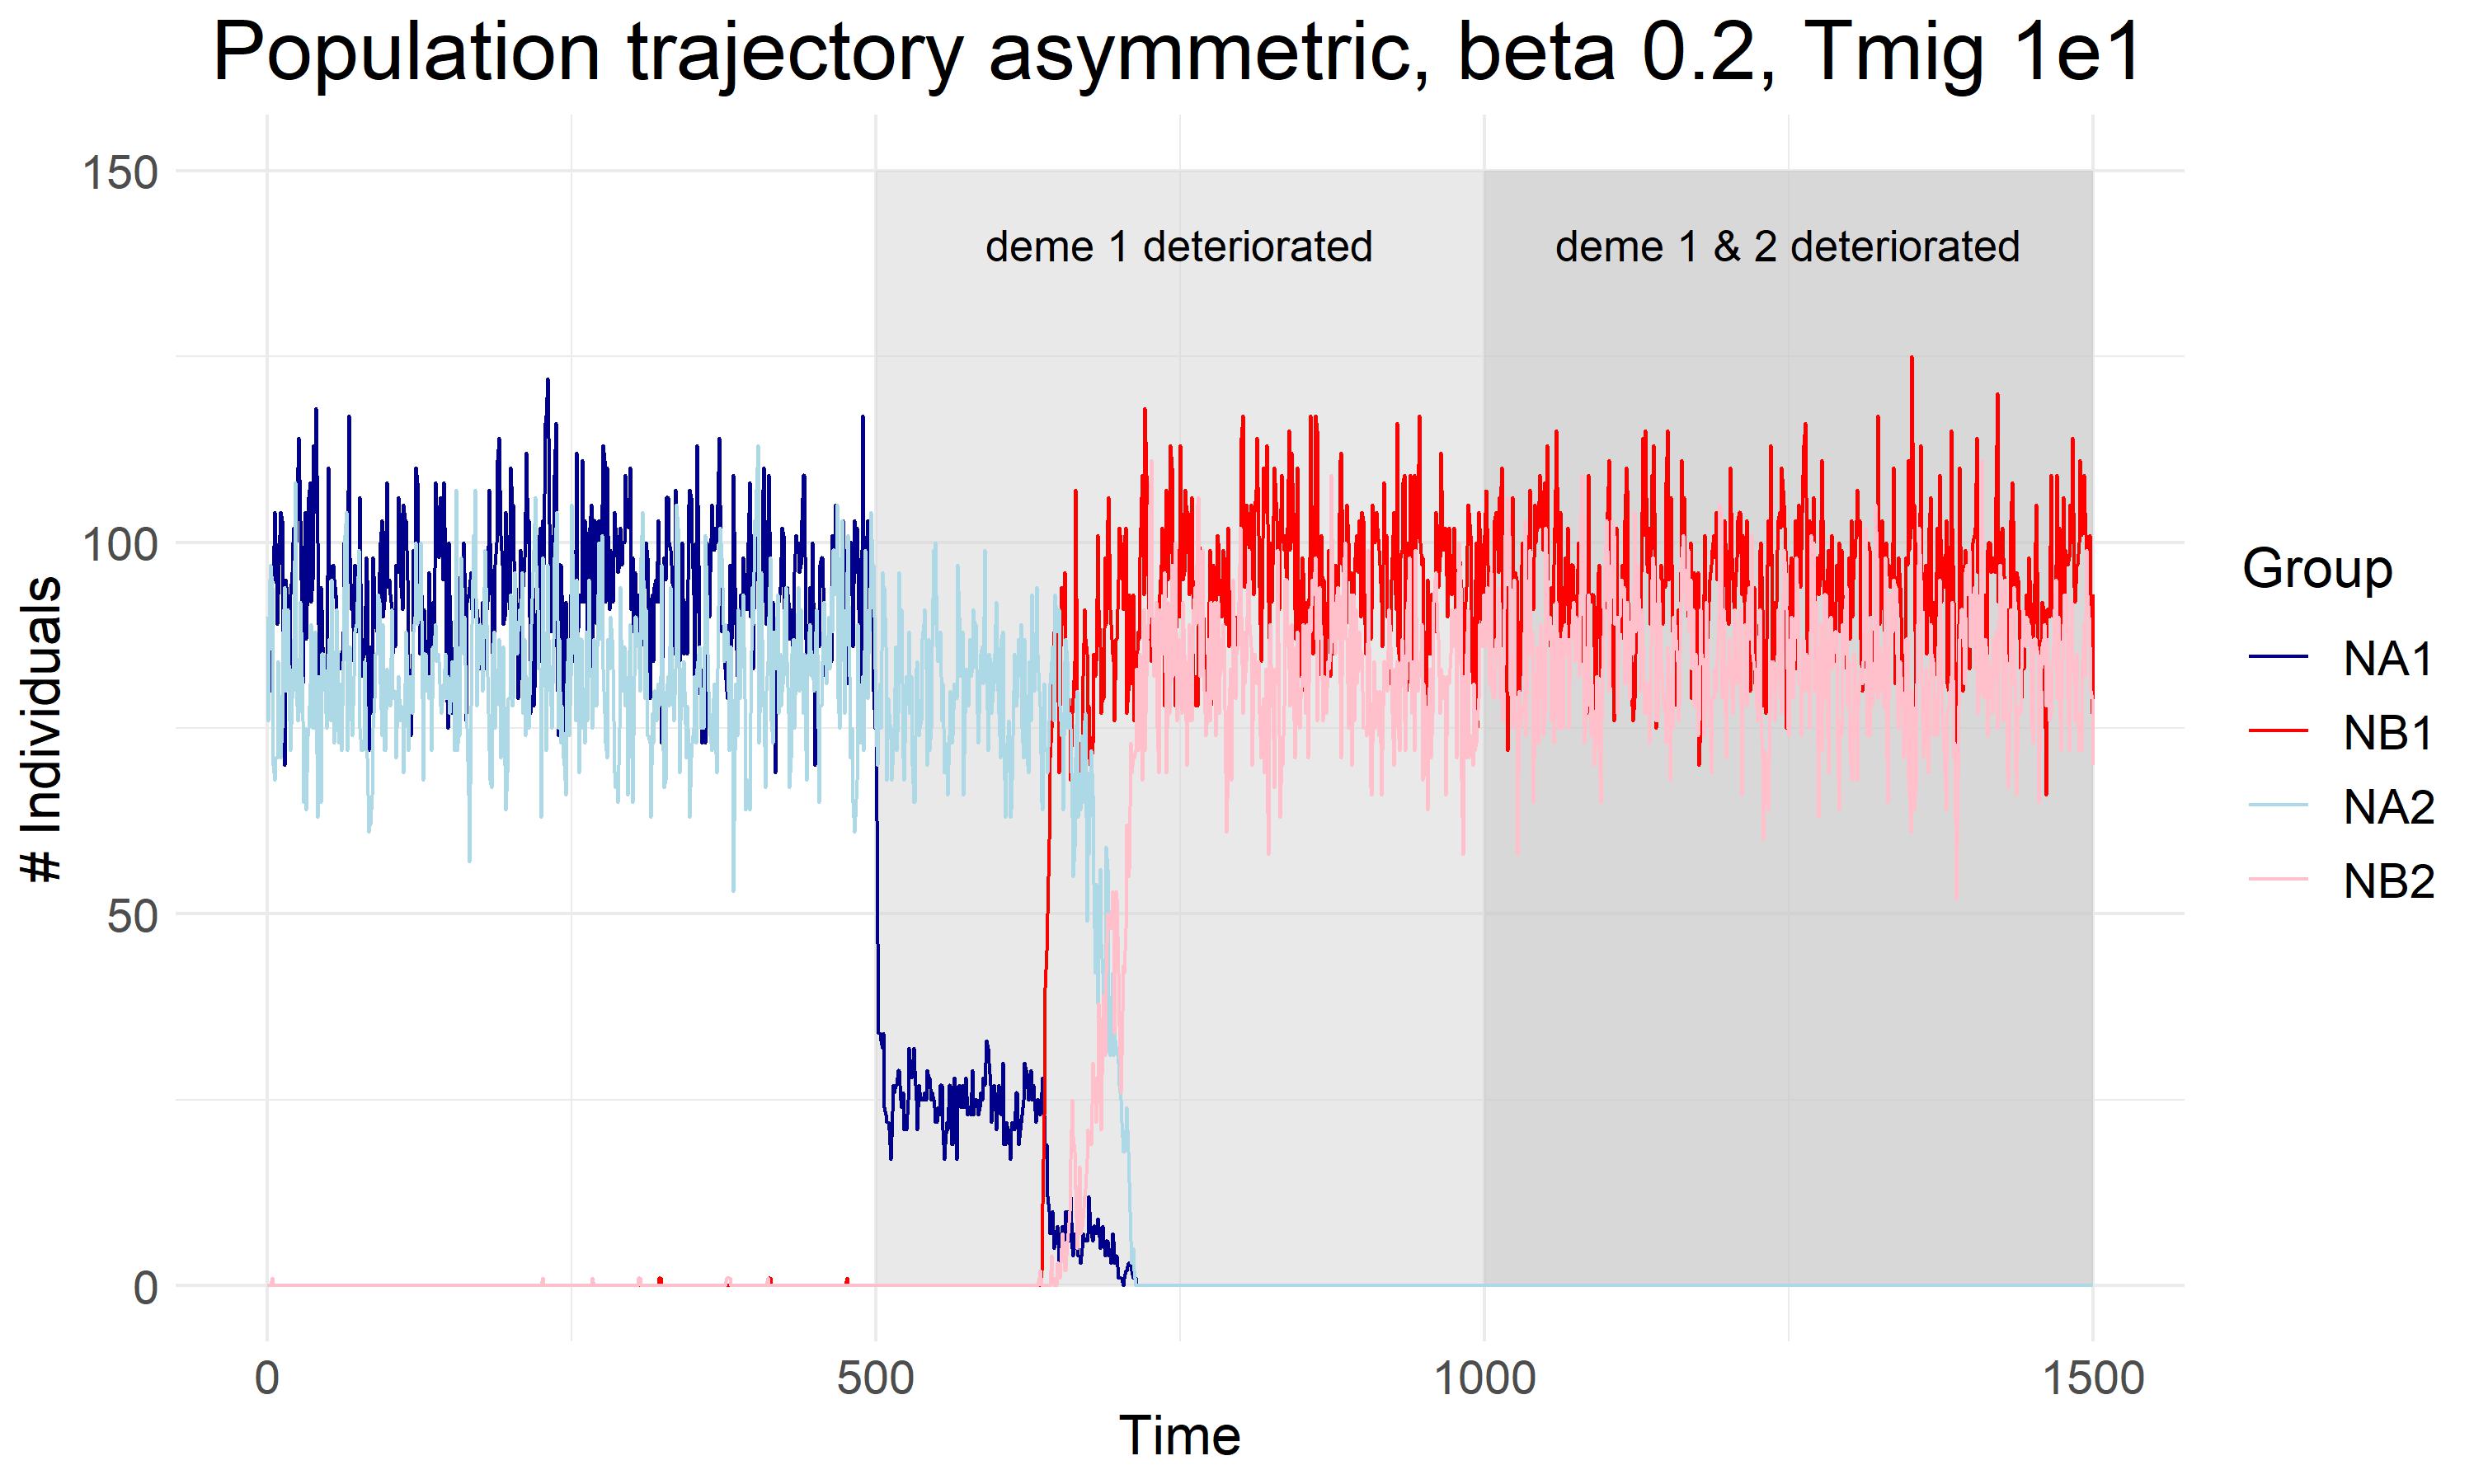 Population trajectory asymmetric, beta 0.2, Tmig 1e1
150
100
50
0
# Individuals
deme 1 deteriorated
deme 1 & 2 deteriorated
0
500
1000
1500
Time
Group
NA1
NB1
NA2
NB2